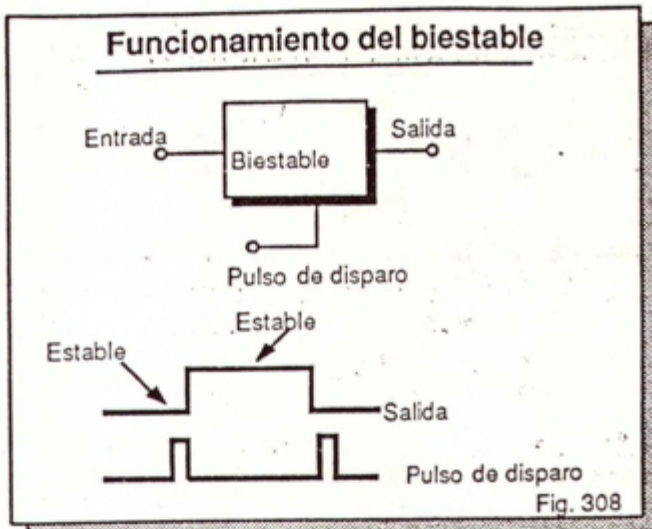 Funcionamiento del biestable
Entrada
Salida
Biestable
Pulso de disparo
Estable
Estable
Salida
Pulso de disparo
Fig. 308